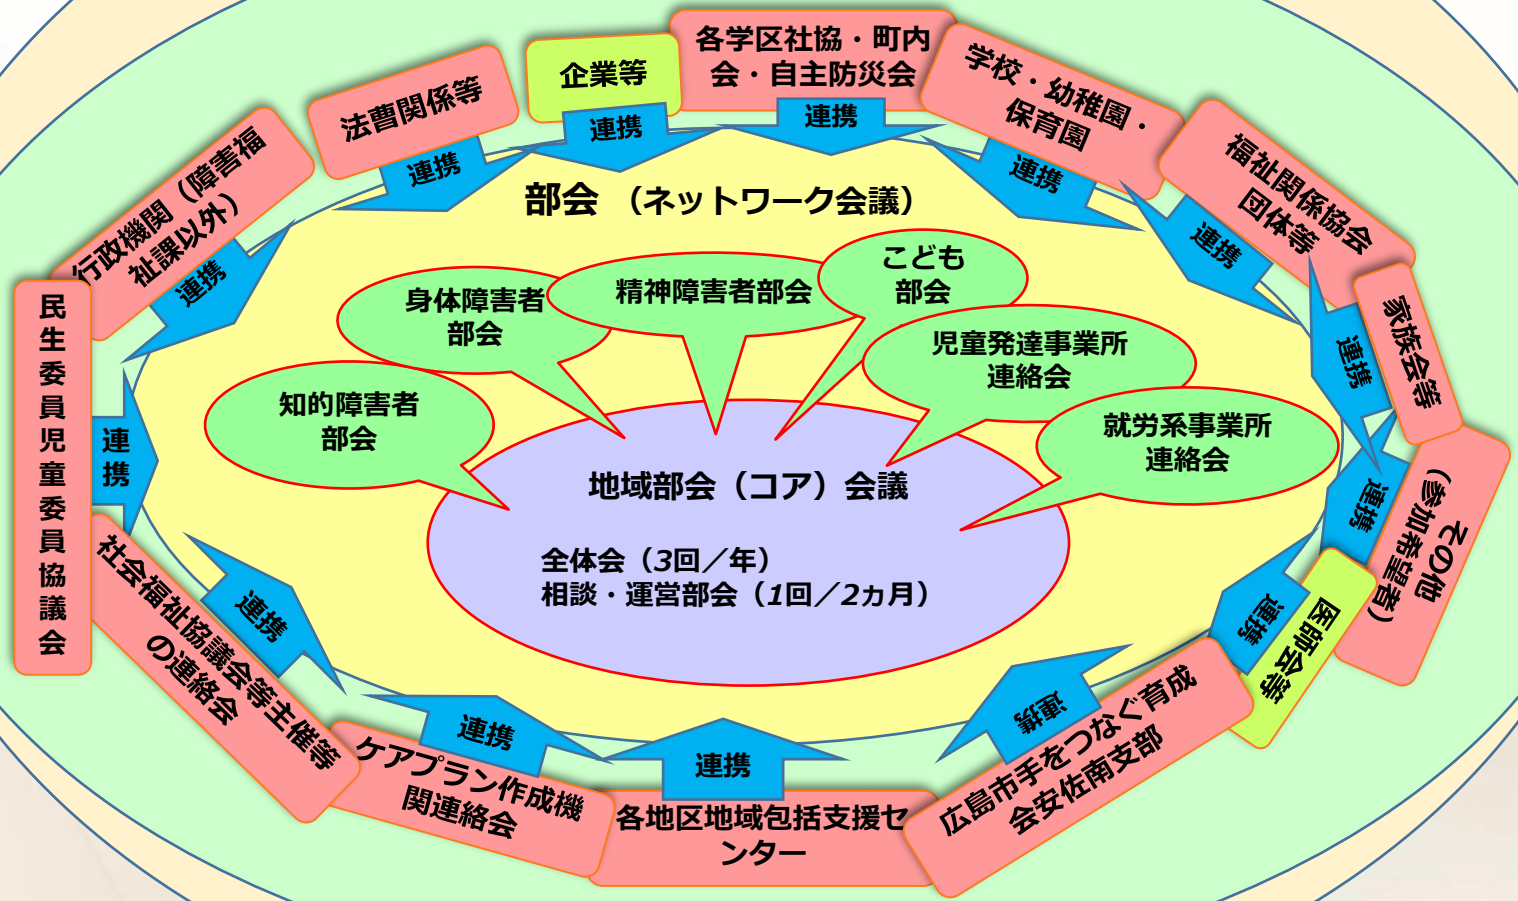 各学区社協・町内
会・自主防災会
連携
企業等
連携
法曹関係等
連携
行政機関（障害福
祉課以外）
連携
民生委員児童委員協議会
連携
社会福祉協議会等主催等
の連絡会
連携
ケアプラン作成機
関連絡会
連携
各地区地域包括支援セ
ンター
連携
広島市手をつなぐ育成
会安佐南支部
連携
医師会等
連携
その他
（参加希望者）
連携
家族会等
連携
福祉関係協会
団体等
連携
学校・幼稚園・
保育園
連携
部会 （ネットワーク会議）
知的障害者
部会
身体障害者
部会
精神障害者部会
こども
部会
児童発達事業所
連絡会
就労系事業所
連絡会
地域部会（コア）会議
全体会（3回／年）
相談・運営部会（1回／2ヵ月）